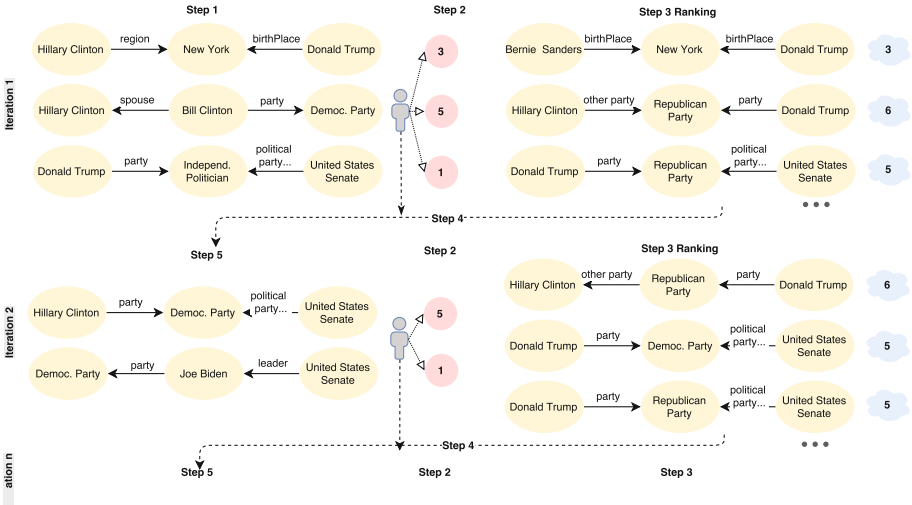 Step 1
Step 2
Step 3 Ranking
Iteration 1
Hillary Clinton
region
New York
birthPlace
Donald Trump
3
Bernie Sanders
birthPlace
New York
birthPlace
Donald Trump
3
Hillary Clinton
spouse
Bill Clinton
party
Democ. Party
5
Hillary Clinton
other party
Republican
Party
party
Donald Trump
6
Donald Trump
party
Independ.
Politician
political
party...
United States
Senate
1
Donald Trump
party
Republican
Party
political
party...
United States
Senate
5
Step 4
Step 5
Step 2
Step 3 Ranking
Iteration 2
Hillary Clinton
party
Democ. Party
political
party...
United States
Senate
5
Democ. Party
party
Joe Biden
leader
United States
Senate
1
Hillary Clinton
other party
Republican
Party
party
Donald Trump
6
Donald Trump
party
Democ. Party
political
party...
United States
Senate
5
Donald Trump
party
Republican
Party
political
party...
United States
Senate
5
Step 4
ation n
Step 5
Step 2
Step 3